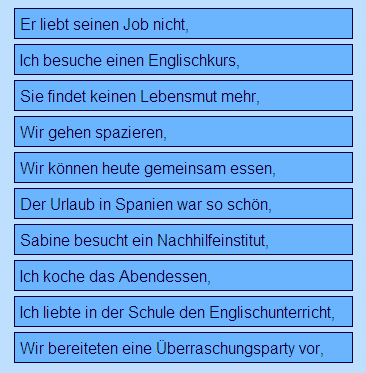 Er liebt seinen Job nicht,
Ich besuche einen Englischkurs,
Sie findet keinen Lebensmut mehr,
Wir gehen spazieren,
Wir können heute gemeinsam essen,
Der Urlaub in Spanien war so schön,
Sabine besucht ein Nachhilfeinstitut,
Ich koche das Abendessen,
Ich liebte in der Schule den Englischunterricht,
Wir bereiteten eine Überraschungsparty vor,